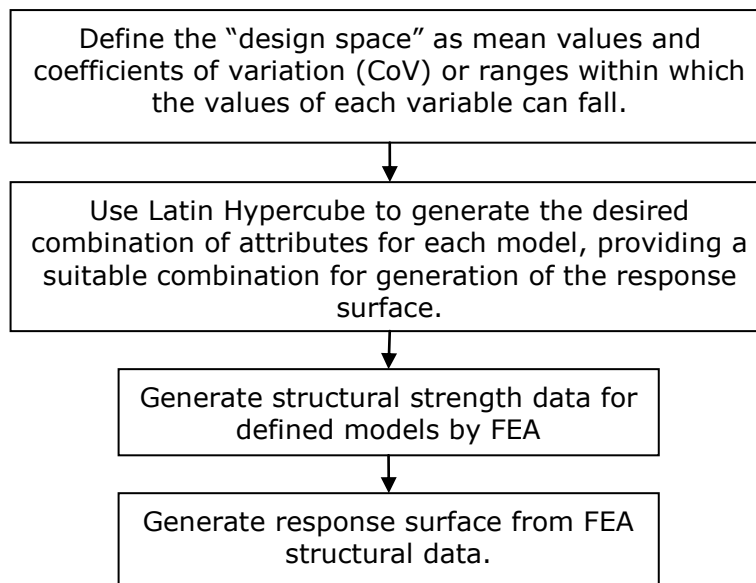 Define the “design space” as mean values and
coefficients of variation (CoV) or ranges within which
the values of each variable can fall.
Use Latin Hypercube to generate the desired
combination of attributes for each model, providing a
suitable combination for generation of the response
surface.
Generate structural strength data for
defined models by FEA
Generate response surface from FEA
structural data.